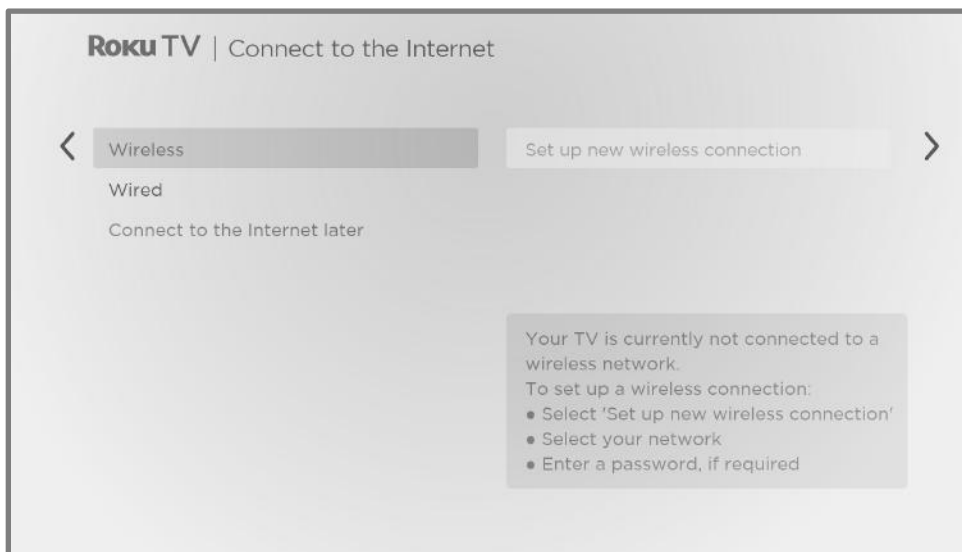 Roku TV | Connect to the Internet
Wireless
Set up new wireless connection
Wired
Connect to the Internet later
Your TV is currently not connected to a
wireless network.
To set up a wireless connection:
● Select 'Set up new wireless connection'
● Select your network
● Enter a password, if required